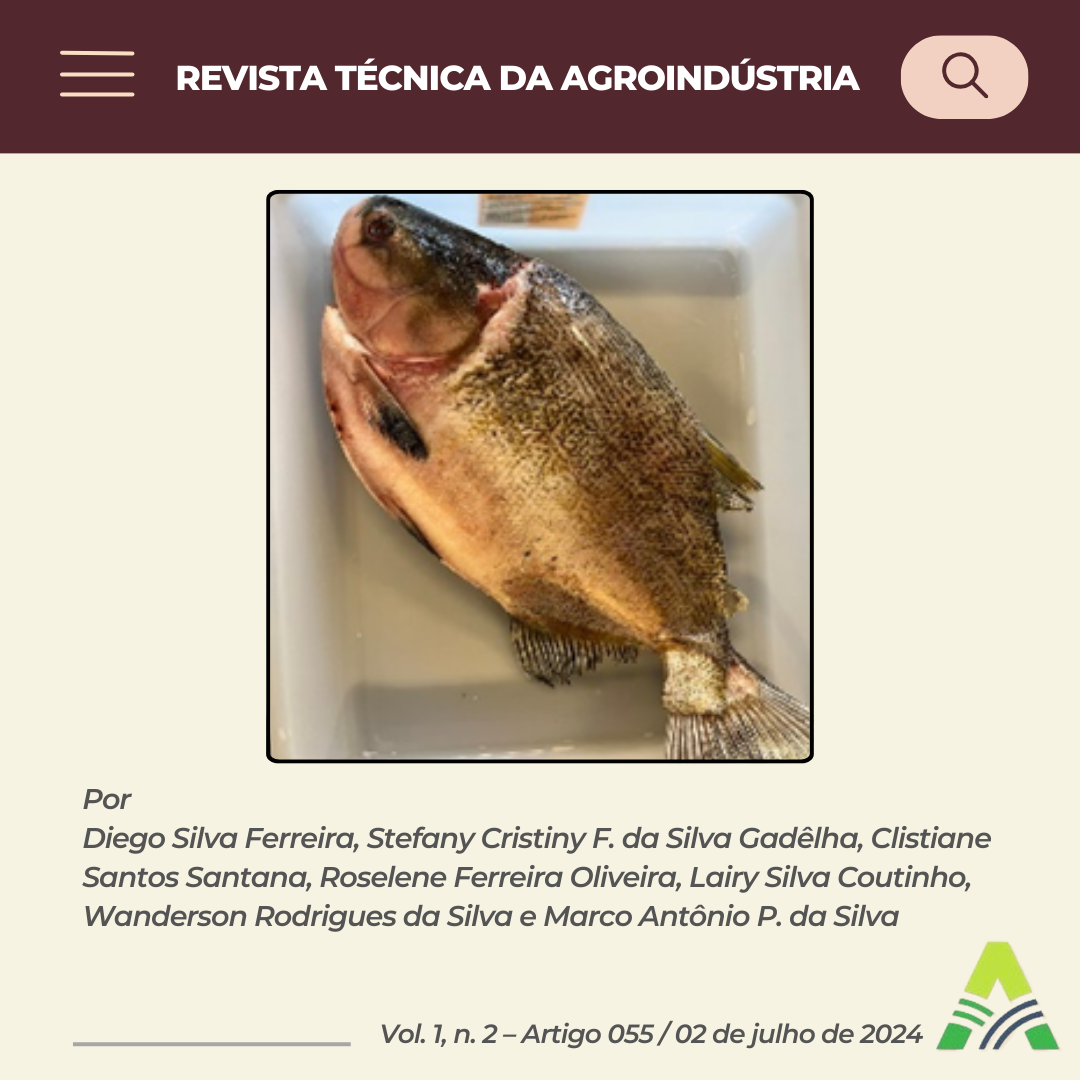 REVISTA TÉCNICA DA AGROINDÚSTRIA
Por
Diego Silva Ferreira, Stefany Cristiny F. da Silva Gadêlha, Clistiane
Santos Santana, Roselene Ferreira Oliveira, Lairy Silva Coutinho,
Wanderson Rodrigues da Silva e Marco Antônio P. da Silva
Vol. 1, n. 2 – Artigo 055 / 02 de julho de 2024